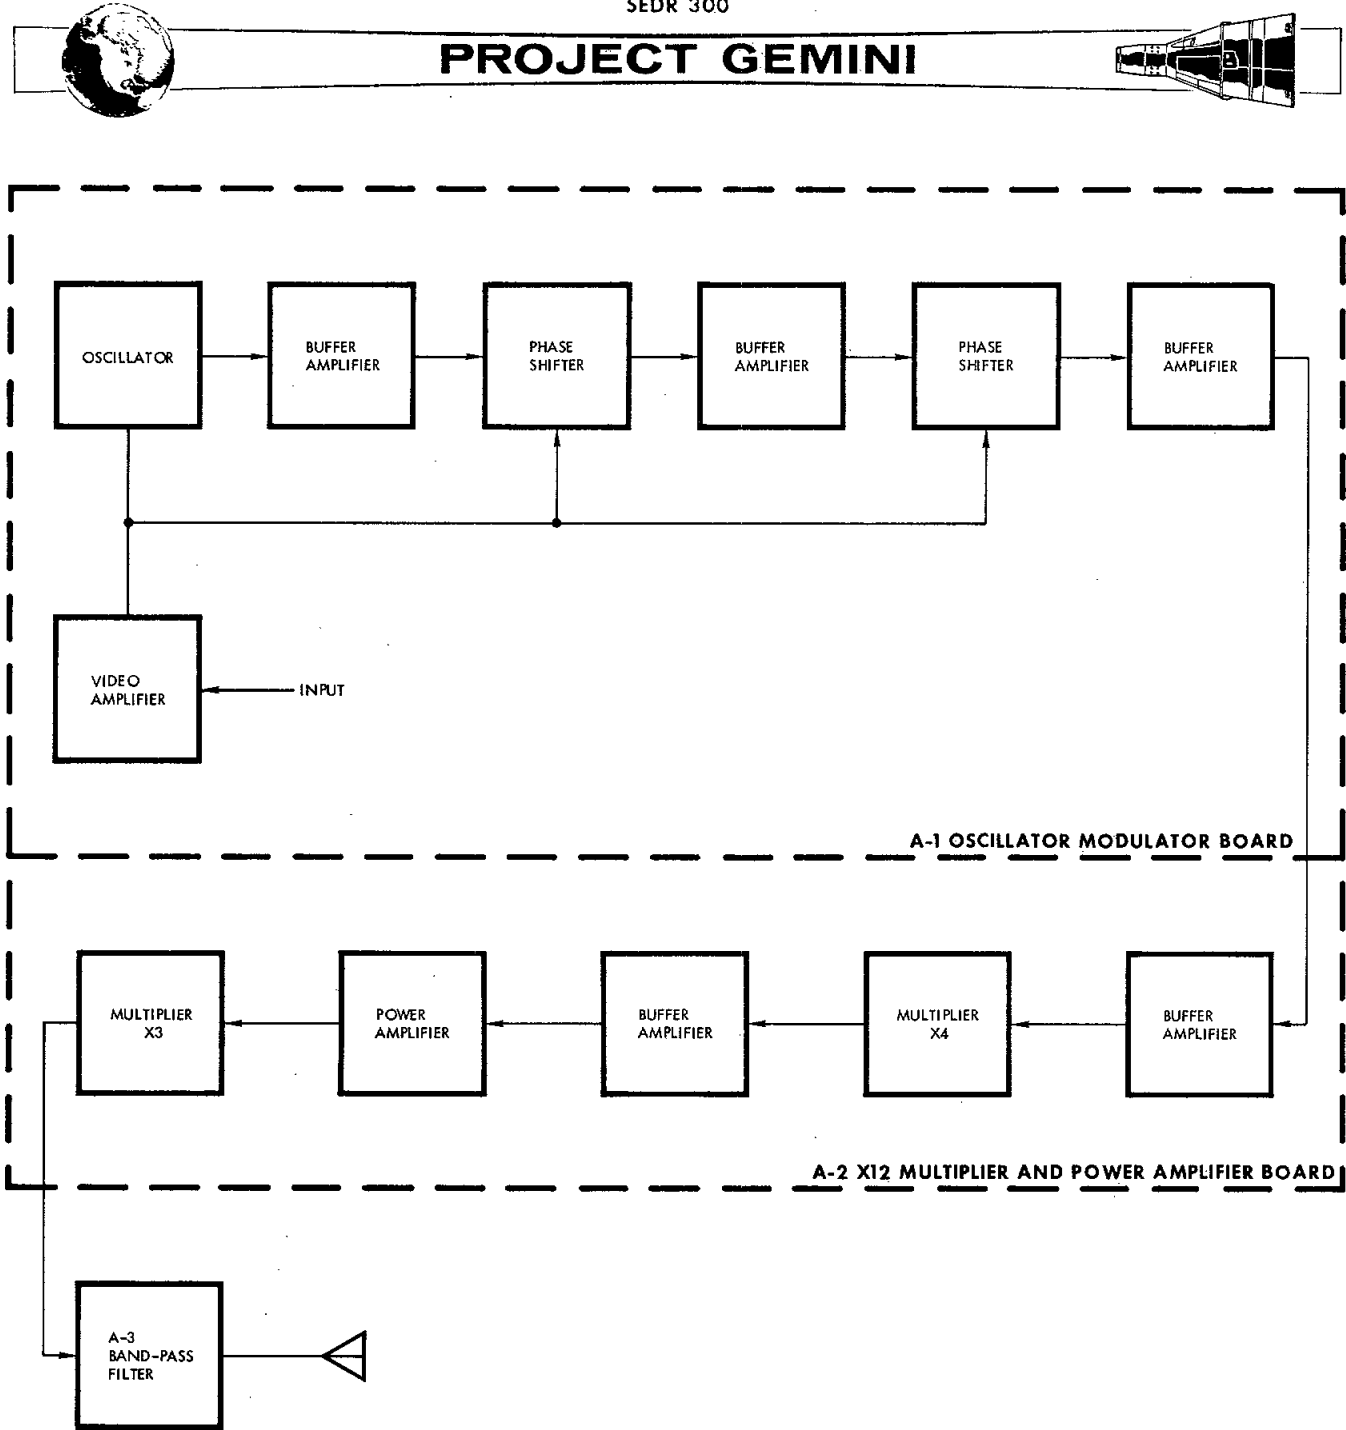 SEDR 300
PROJECT GEMINI
OSCILLATOR
BUFFER
AMPLIFIER
PHASE
SHIFTER
BUFFER
AMPLIFIER
PHASE
SHIFTER
BUFFER
AMPLIFIER
VIDEO
AMPLIFIER
INPUT
A-1 OSCILLATOR MODULATOR BOARD
MULTIPLIER
X3
POWER
AMPLIFIER
BUFFER
AMPLIFIER
MULTIPLIER
X4
BUFFER
AMPLIFIER
A-2 X12 MULTIPLIER AND POWER AMPLIFIER BOARD
A-3
BAND-PASS
FILTER